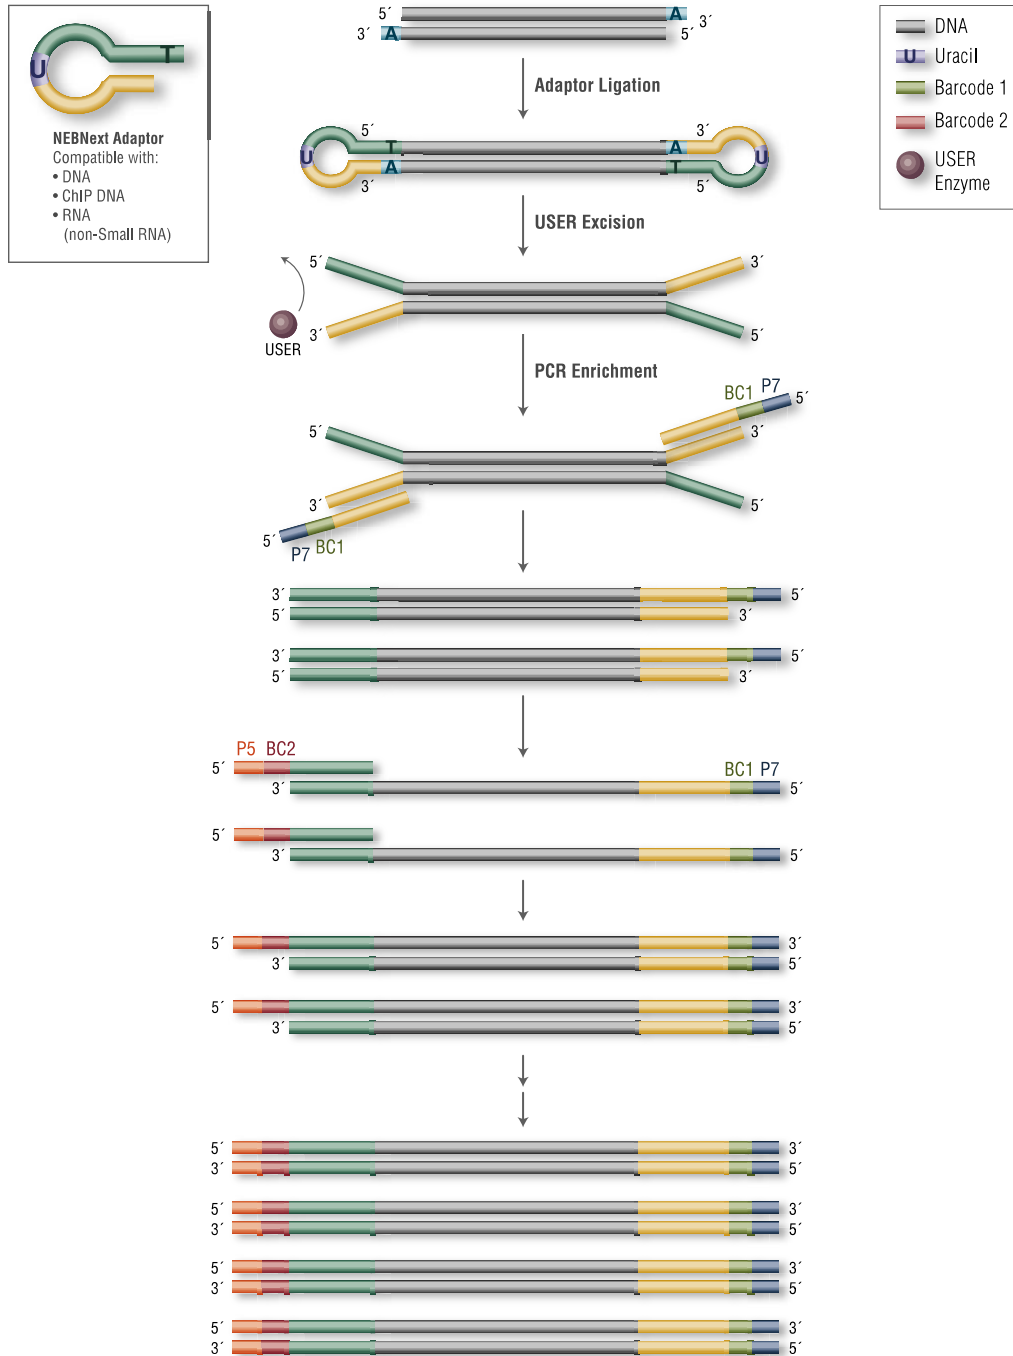 T
U
NEBNext Adaptor
Compatible with:
• DNA
• ChIP DNA
• RNA
(non-Small RNA)
DNA
U Uracil
Barcode 1
Barcode 2
USER
Enzyme
5´ A 3´
3´ A 5´
Adaptor Ligation
5´ 3´
T A
U U
A T
3´ 5´
USER Excision
5´ 3´
3´ 5´
USER
PCR Enrichment
BC1 P7
5´
5´ 3´
3´ 5´
5´
P7 BC1
3´ 5´
5´ 3´
3´ 5´
5´ 3´
P5 BC2
5´ BC1 P7
3´ 5´
5´
3´ 5´
5´ 3´
3´ 5´
5´ 3´
3´ 5´
5´ 3´
3´ 5´
5´ 3´
3´ 5´
5´ 3´
3´ 5´
5´ 3´
3´ 5´